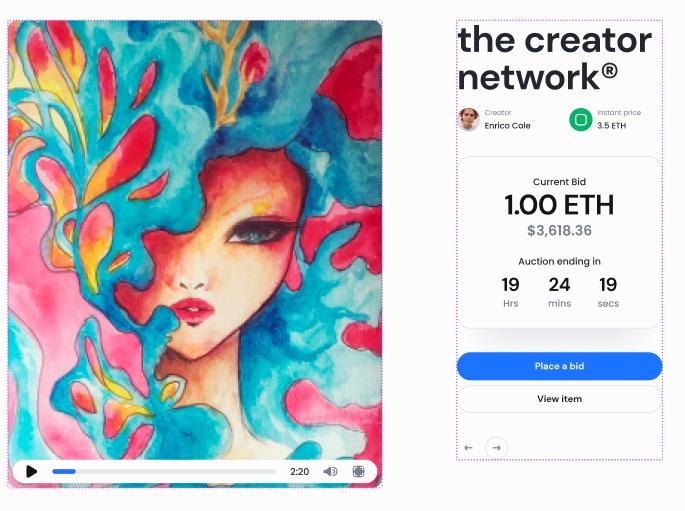 the creator
network®
Creator
Enrico Cole
Instant price
3.5 ETH
Current Bid
1.00 ETH
$3,618.36
Auction ending in
19 24 19
Hrs mins secs
Place a bid
View item
2:20